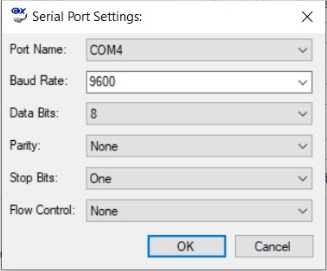 Serial Port Settings:
Port Name: COM4
Baud Rate: 9600
Data Bits: 8
Parity: None
Stop Bits: One
Flow Control: None
OK Cancel